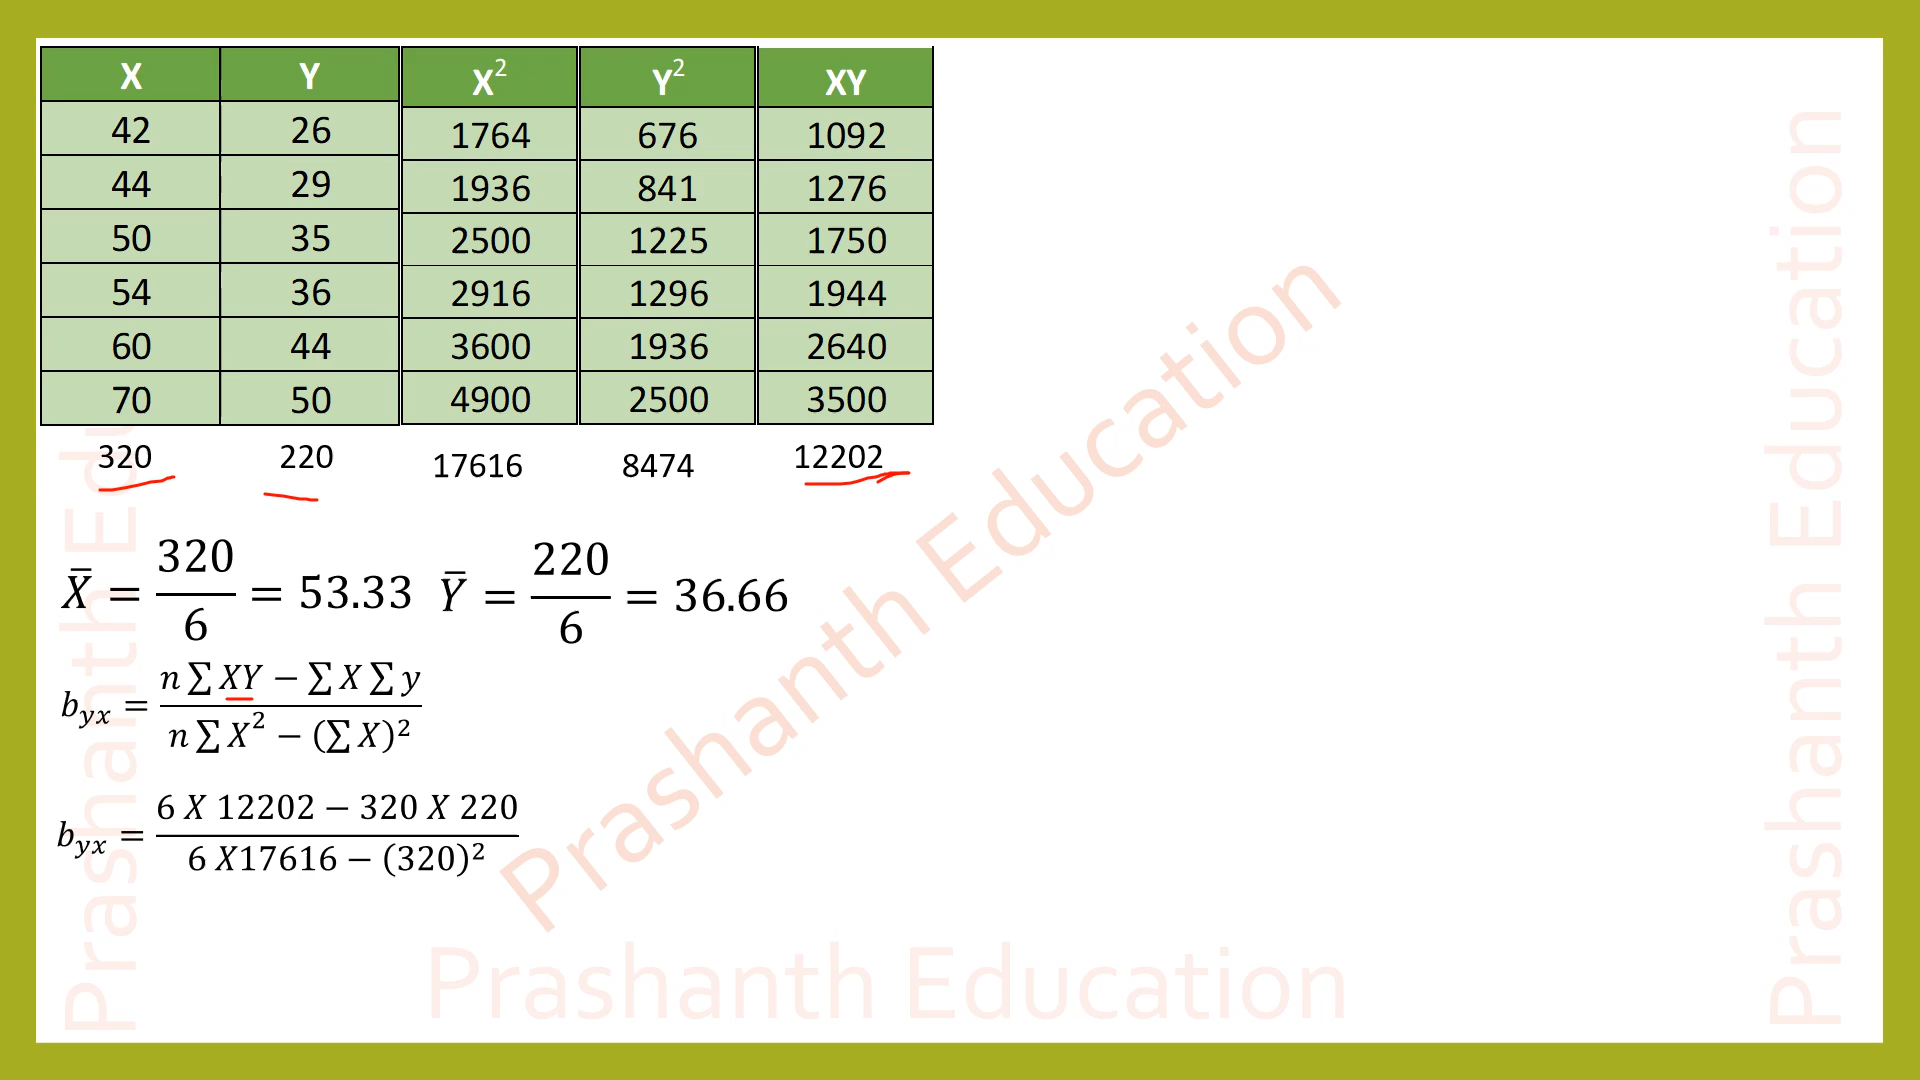 X Y X² Y² XY
42 26 1764 676 1092
44 29 1936 841 1276
50 35 2500 1225 1750
54 36 2916 1296 1944
60 44 3600 1936 2640
70 50 4900 2500 3500
320 220 17616 8474 12202
X̄ = 320/6 = 53.33 Ȳ = 220/6 = 36.66
b_yx = (n ∑ XY − ∑ X ∑ y) / (n ∑ X² − (∑ X)²)
b_yx = (6 X 12202 − 320 X 220) / (6 X17616 − (320)²)
Prashanth Education
Prashanth Education
Prashanth Education
Prashanth Education